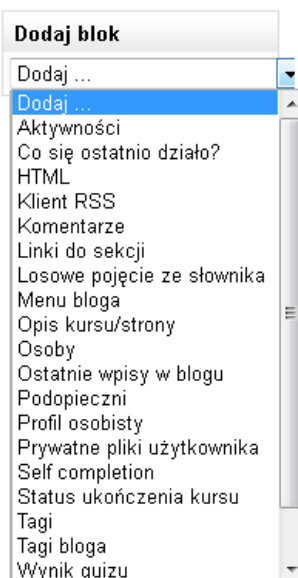 Dodaj blok
Dodaj ...
Dodaj ...
Aktywności
Co się ostatnio działo?
HTML
Klient RSS
Komentarze
Linki do sekcji
Losowe pojęcie ze słownika
Menu bloga
Opis kursu/strony
Osoby
Ostatnie wpisy w blogu
Podopieczni
Profil osobisty
Prywatne pliki użytkownika
Self completion
Status ukończenia kursu
Tagi
Tagi bloga
Wynik quizu